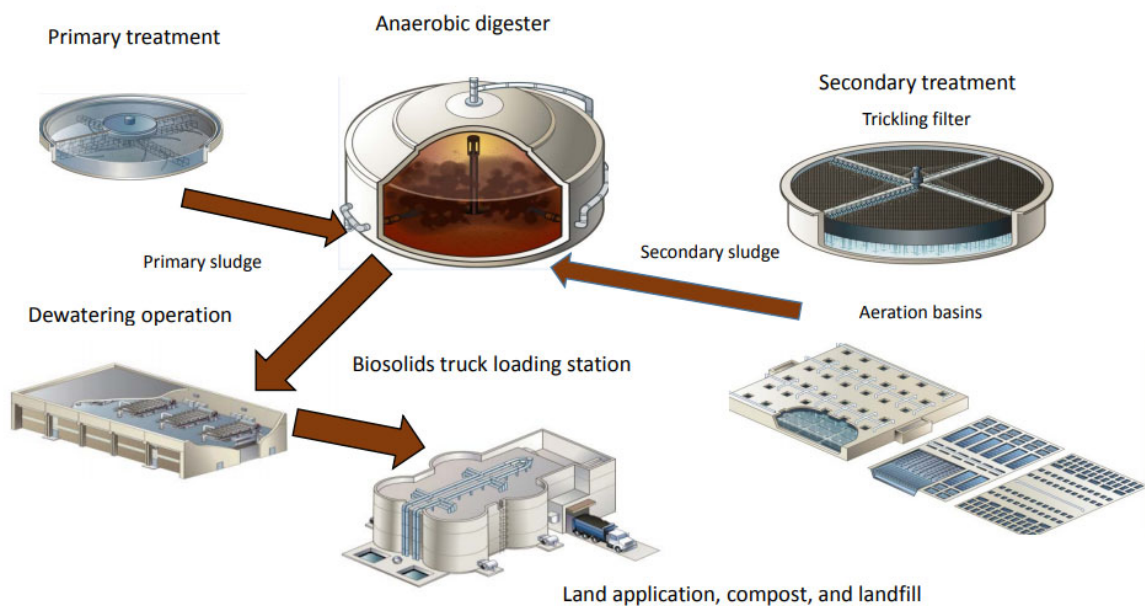 Primary treatment
Anaerobic digester
Secondary treatment
Trickling filter
Primary sludge
Secondary sludge
Dewatering operation
Aeration basins
Biosolids truck loading station
Land application, compost, and landfill